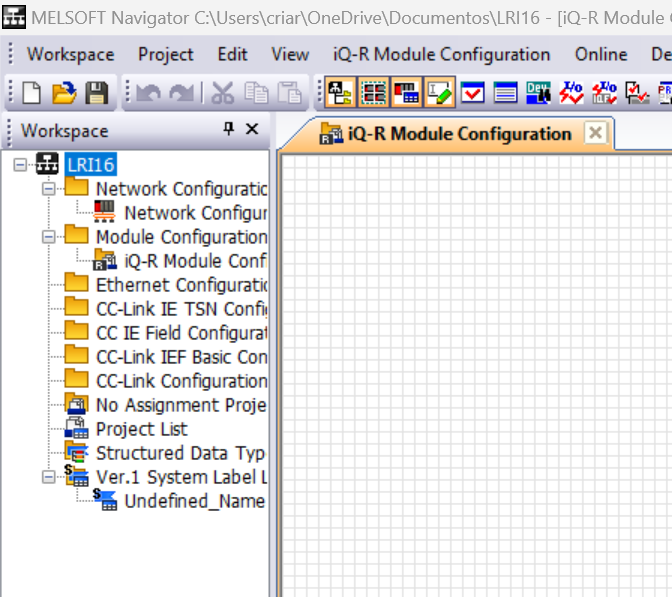 MELSOFT Navigator C:\Users\criar\OneDrive\Documentos\LRI16 - [iQ-R Module
Workspace Project Edit View iQ-R Module Configuration Online De
Workspace
iQ-R Module Configuration
LRI16
Network Configuratic
Network Configur
Module Configuration
iQ-R Module Conf
Ethernet Configuratic
CC-Link IE TSN Confi
CC IE Field Configurat
CC-Link IEF Basic Con
CC-Link Configuration
No Assignment Proje
Project List
Structured Data Typ
Ver.1 System Label L
Undefined_Name